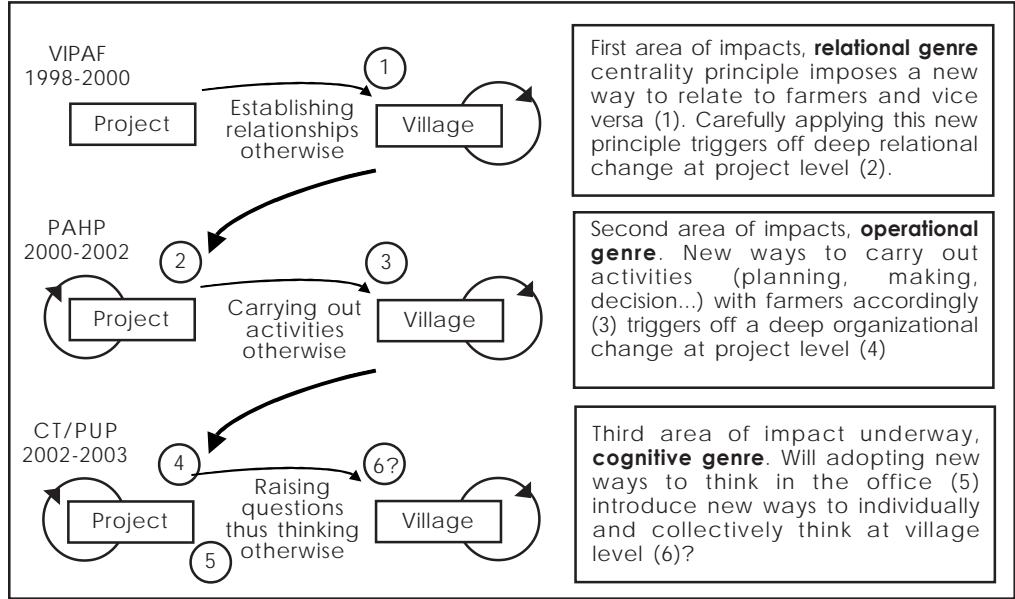 VIPAF
1998-2000
1
Project
Establishing
relationships
otherwise
Village
First area of impacts, relational genre
centrality principle imposes a new
way to relate to farmers and vice
versa (1). Carefully applying this new
principle triggers off deep relational
change at project level (2).
PAHP
2000-2002
2
3
Project
Carrying out
activities
otherwise
Village
Second area of impacts, operational
genre. New ways to carry out
activities (planning, making,
decision...) with farmers accordingly
(3) triggers off a deep organizational
change at project level (4)
CT/PUP
2002-2003
4
6?
Project
Raising
questions
thus thinking
otherwise
Village
5
Third area of impact underway,
cognitive genre. Will adopting new
ways to think in the office (5)
introduce new ways to individually
and collectively think at village
level (6)?